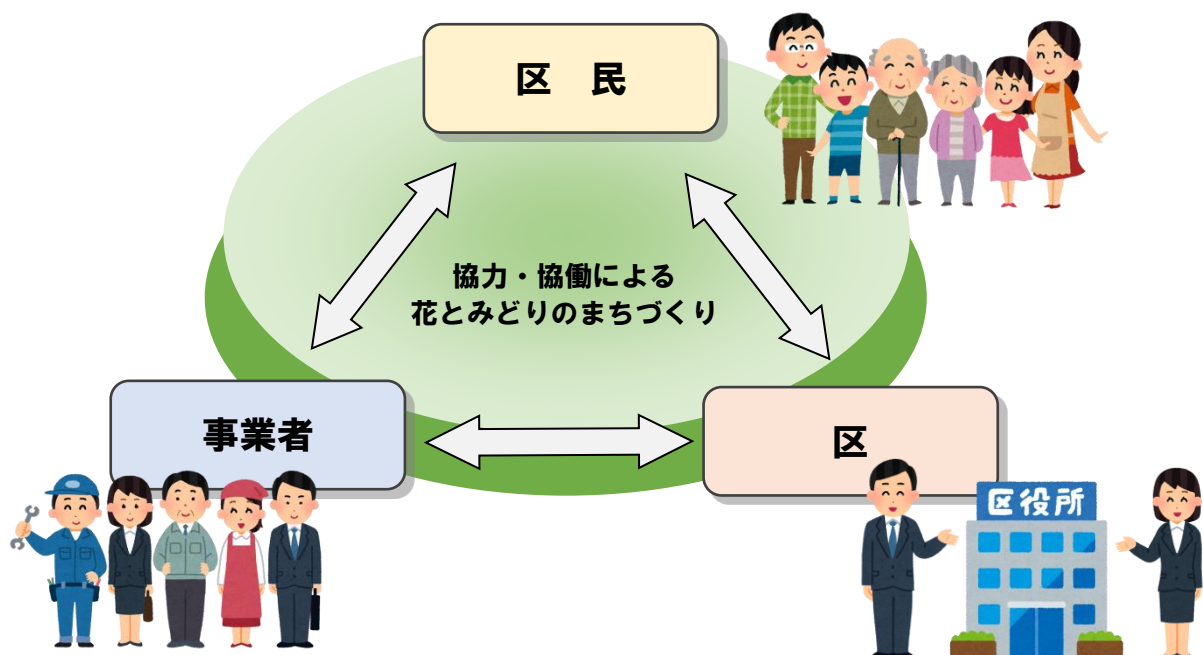 区　民
協力・協働による
花とみどりのまちづくり
事業者
区
区役所